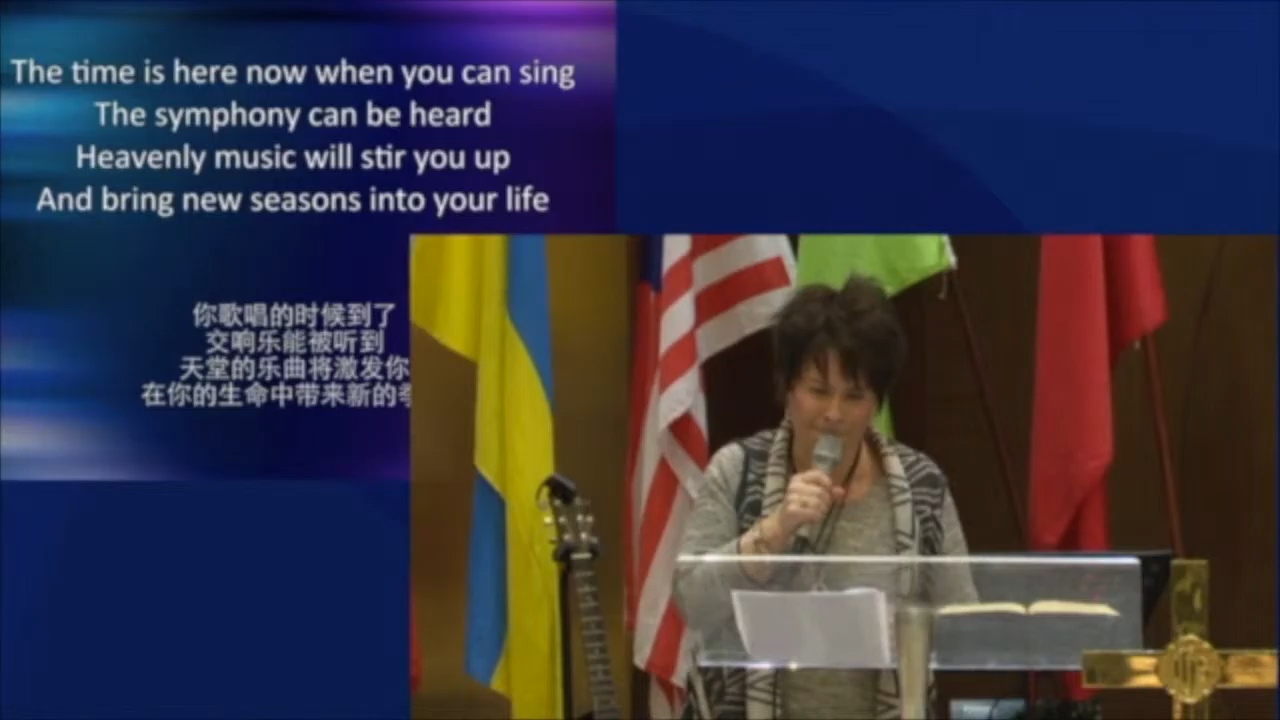 The time is here now when you can sing
The symphony can be heard
Heavenly music will stir you up
And bring new seasons into your life
你歌唱的时候到了
交响乐能被听到
天堂的乐曲将激发你
在你的生命中带来新的